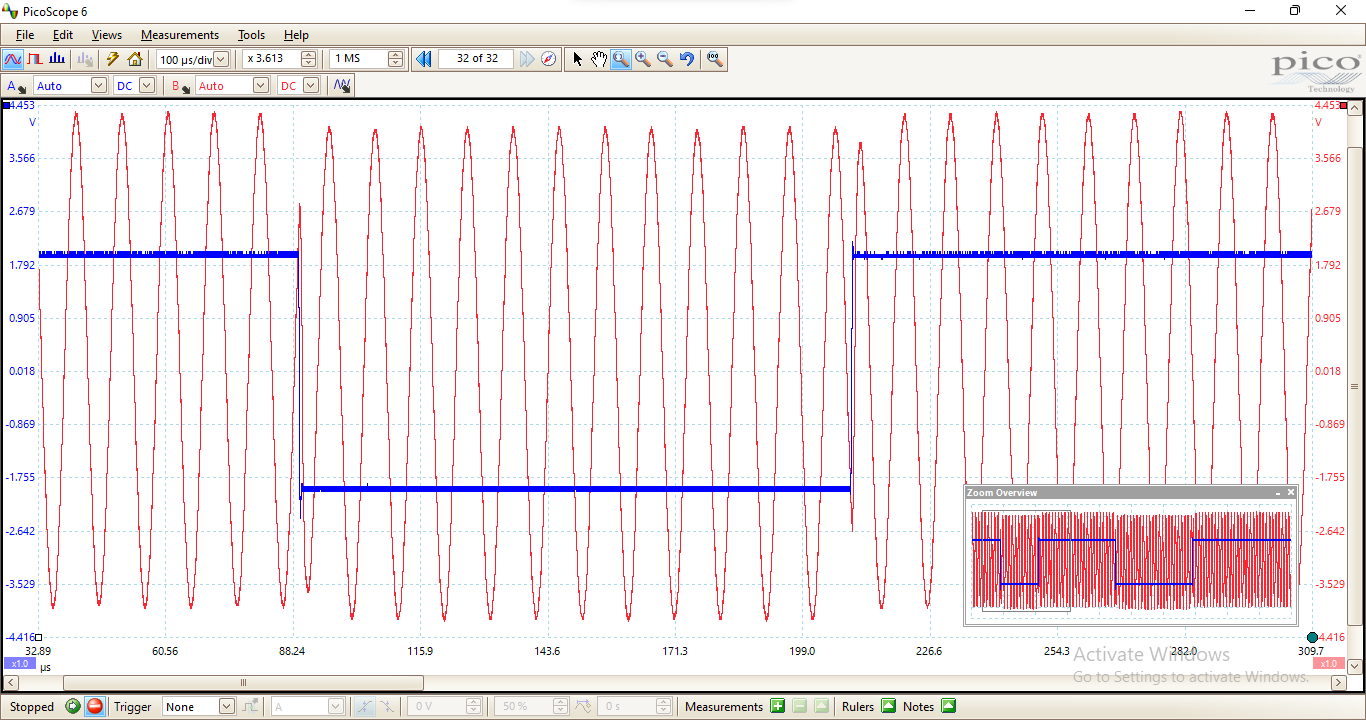 PicoScope 6
File Edit Views Measurements Tools Help
100 µs/div x 3.613 1 MS 32 of 32
pico
Technology
A Auto DC B Auto DC
4.453 4.453
V V
3.566 3.566
2.679 2.679
1.792 1.792
0.905 0.905
0.018 0.018
-0.869 -0.869
-1.755 -1.755
Zoom Overview
-2.642 -2.642
-3.529 -3.529
-4.416 -4.416
32.89 60.56 88.24 115.9 143.6 171.3 199.0 226.6 254.3 282.0 309.7
x1.0 µs x1.0
Activate Windows
Go to Settings to activate Windows.
Stopped Trigger None A 0 V 50 % 0 s Measurements Rulers Notes